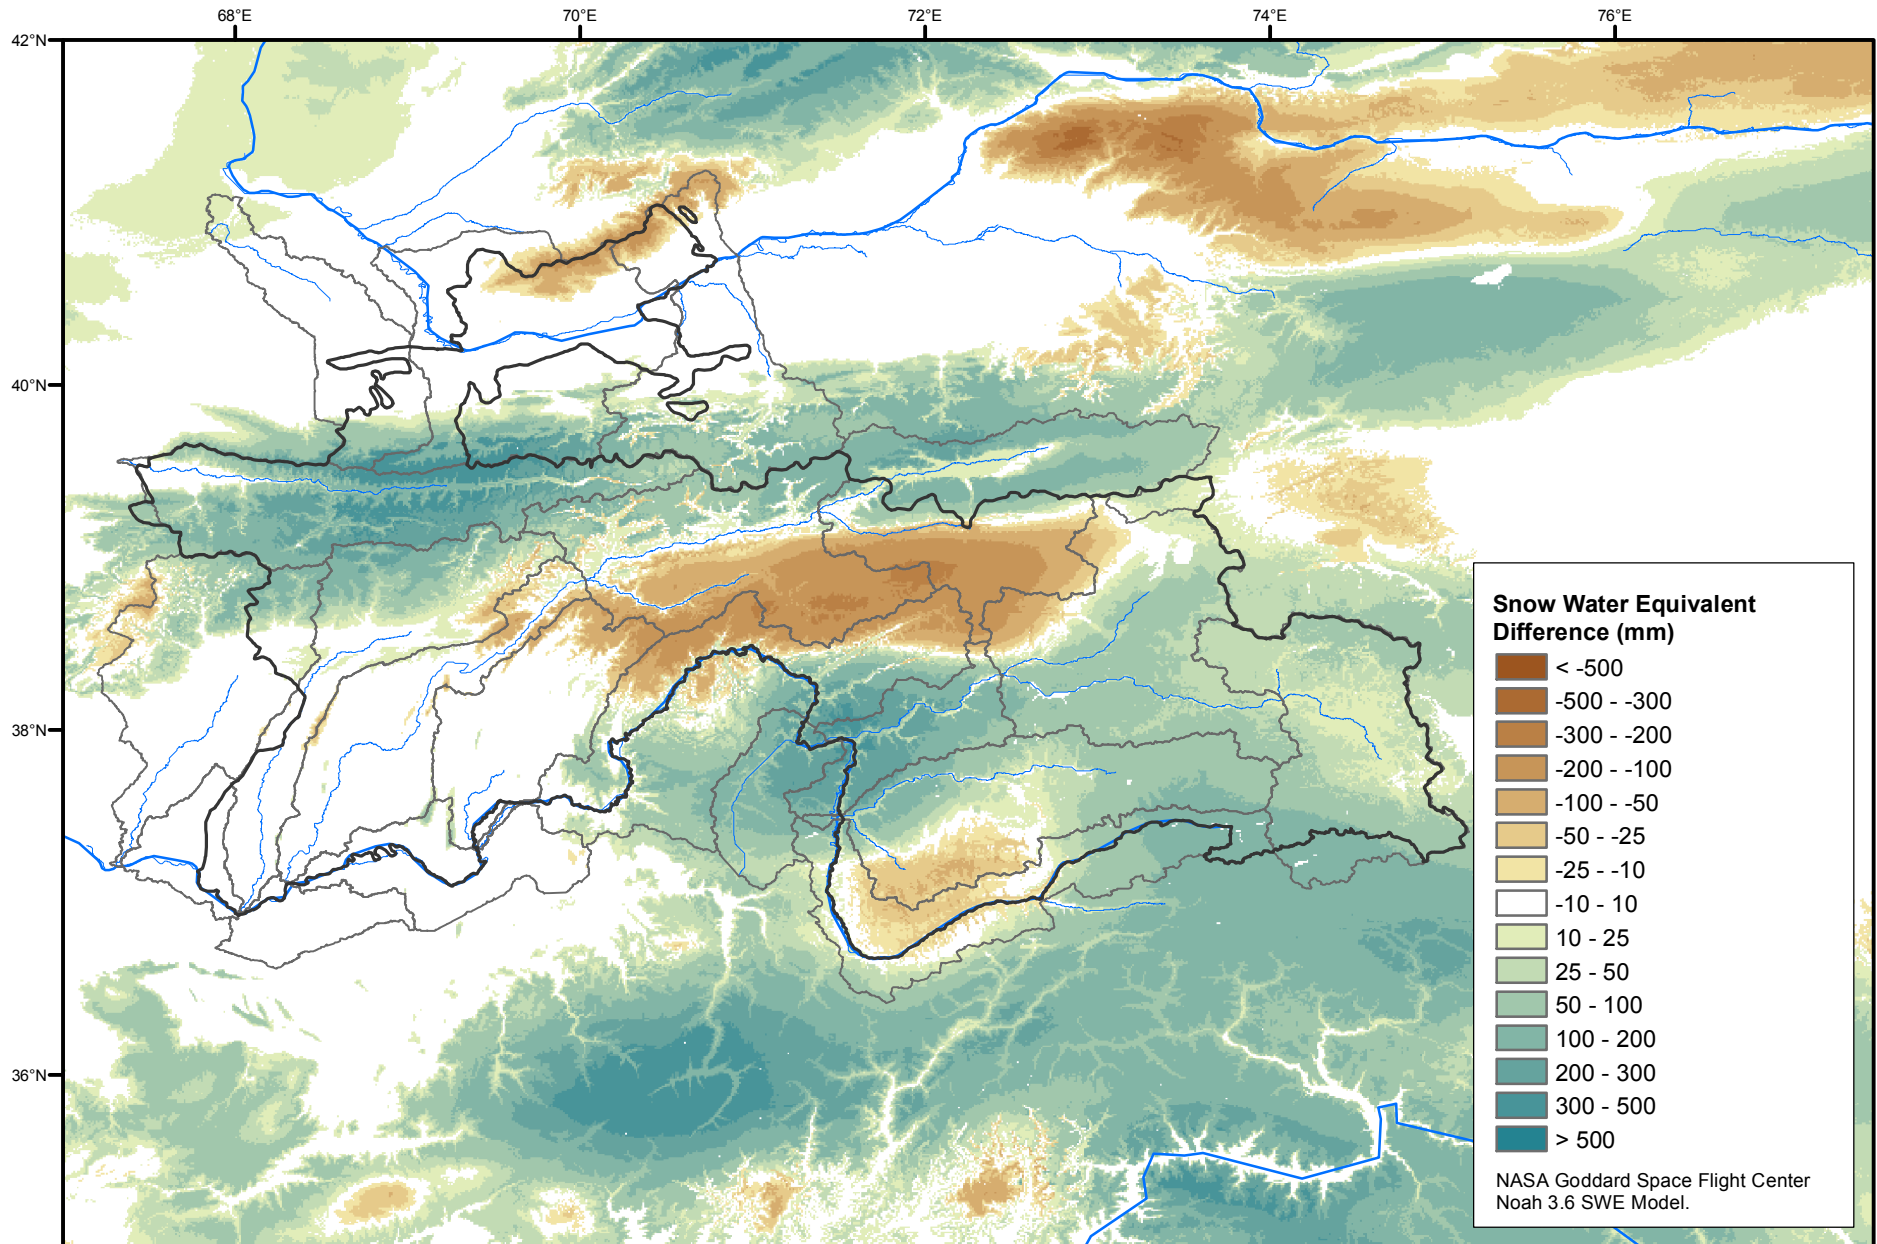 68°E
70°E
72°E
74°E
76°E
42°N
40°N
38°N
36°N
Snow Water Equivalent
Difference (mm)
< -500
-500 - -300
-300 - -200
-200 - -100
-100 - -50
-50 - -25
-25 - -10
-10 - 10
10 - 25
25 - 50
50 - 100
100 - 200
200 - 300
300 - 500
> 500
NASA Goddard Space Flight Center
Noah 3.6 SWE Model.